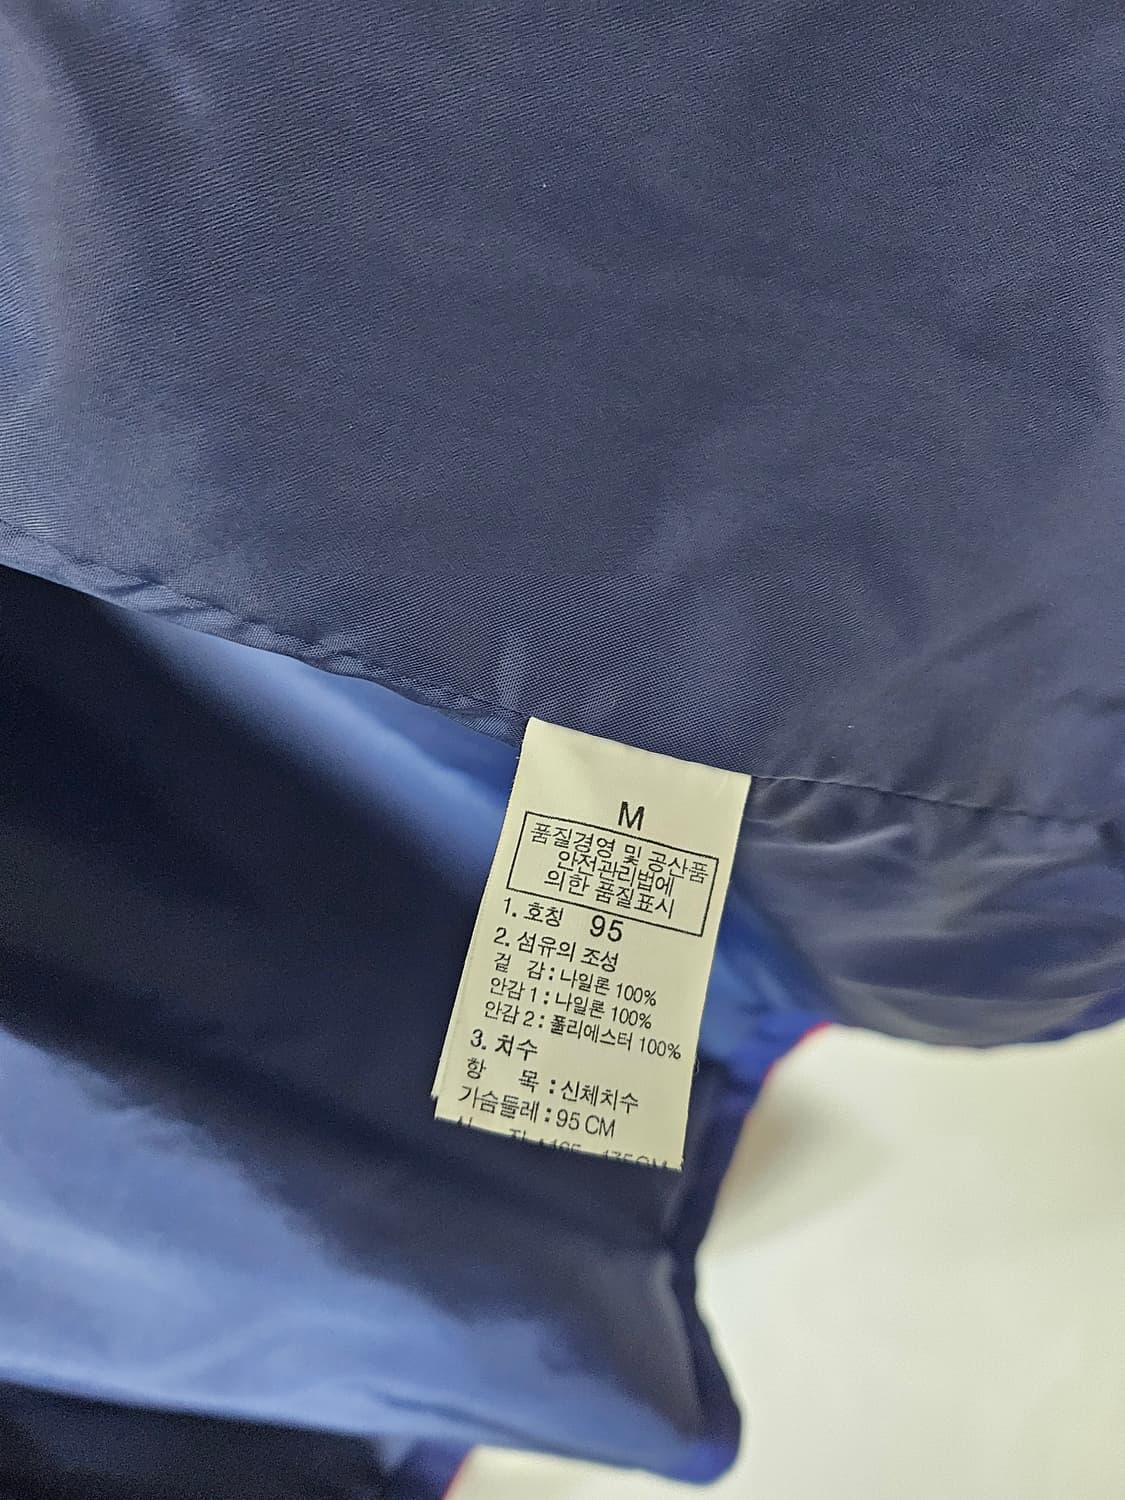 M
품질경영 및 공산품
안전관리법에
의한 품질표시
1. 호칭 95
2. 섬유의 조성
겉 감 : 나일론 100%
안감 1 : 나일론 100%
안감 2 : 폴리에스터 100%
3. 치수
항 목 : 신체치수
가슴둘레 : 95 CM